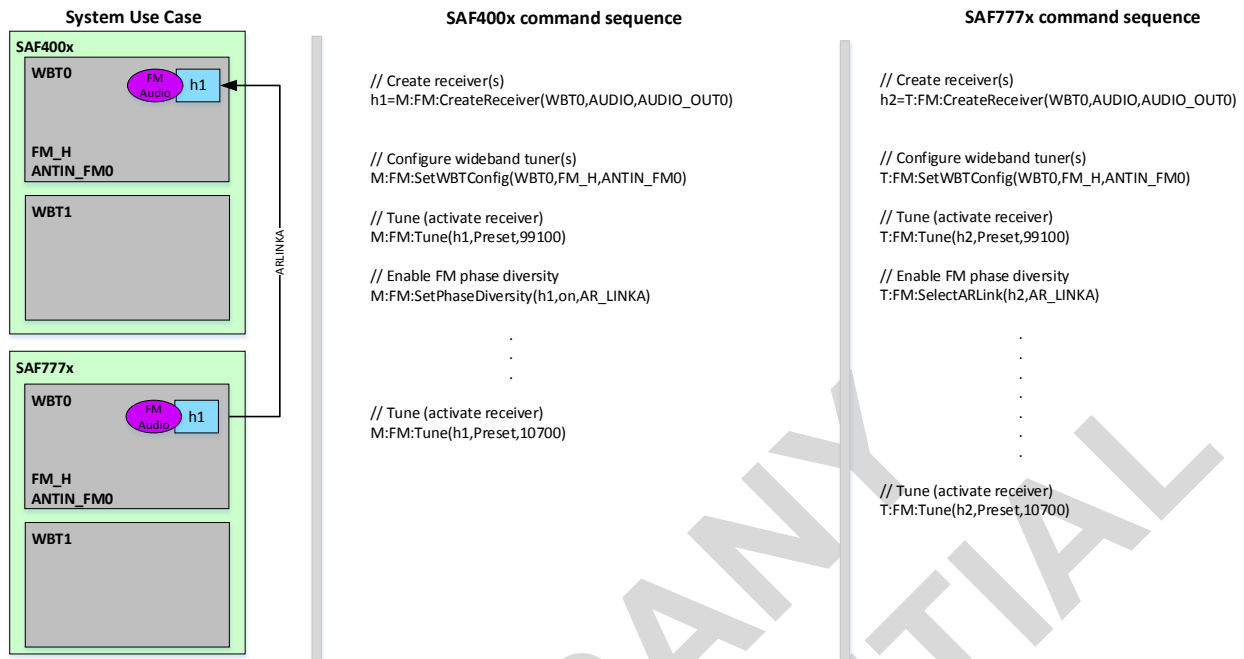 System Use Case
SAF400x
WBT0
FM
Audio
h1
FM_H
ANTIN_FM0
WBT1
ARLINKA
SAF777x
WBT0
FM
Audio
h1
FM_H
ANTIN_FM0
WBT1
SAF400x command sequence
// Create receiver(s)
h1=M:FM:CreateReceiver(WBT0,AUDIO,AUDIO_OUT0)
// Configure wideband tuner(s)
M:FM:SetWBTConfig(WBT0,FM_H,ANTIN_FM0)
// Tune (activate receiver)
M:FM:Tune(h1,Preset,99100)
// Enable FM phase diversity
M:FM:SetPhaseDiversity(h1,on,AR_LINKA)
.
.
.
// Tune (activate receiver)
M:FM:Tune(h1,Preset,10700)
SAF777x command sequence
// Create receiver(s)
h2=T:FM:CreateReceiver(WBT0,AUDIO,AUDIO_OUT0)
// Configure wideband tuner(s)
T:FM:SetWBTConfig(WBT0,FM_H,ANTIN_FM0)
// Tune (activate receiver)
T:FM:Tune(h2,Preset,99100)
// Enable FM phase diversity
T:FM:SelectARLink(h2,AR_LINKA)
.
.
.
.
.
.
.
// Tune (activate receiver)
T:FM:Tune(h2,Preset,10700)